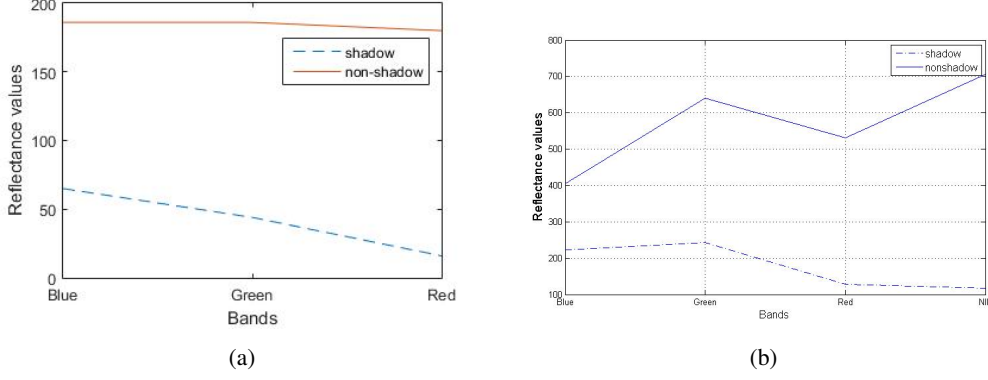 200
150
100
50
0
Reflectance values
shadow
non-shadow
Blue
Green
Red
Bands
(a)
800
700
600
500
400
300
200
100
Reflectance values
shadow
nonshadow
Blue
Green
Red
NI
Bands
(b)